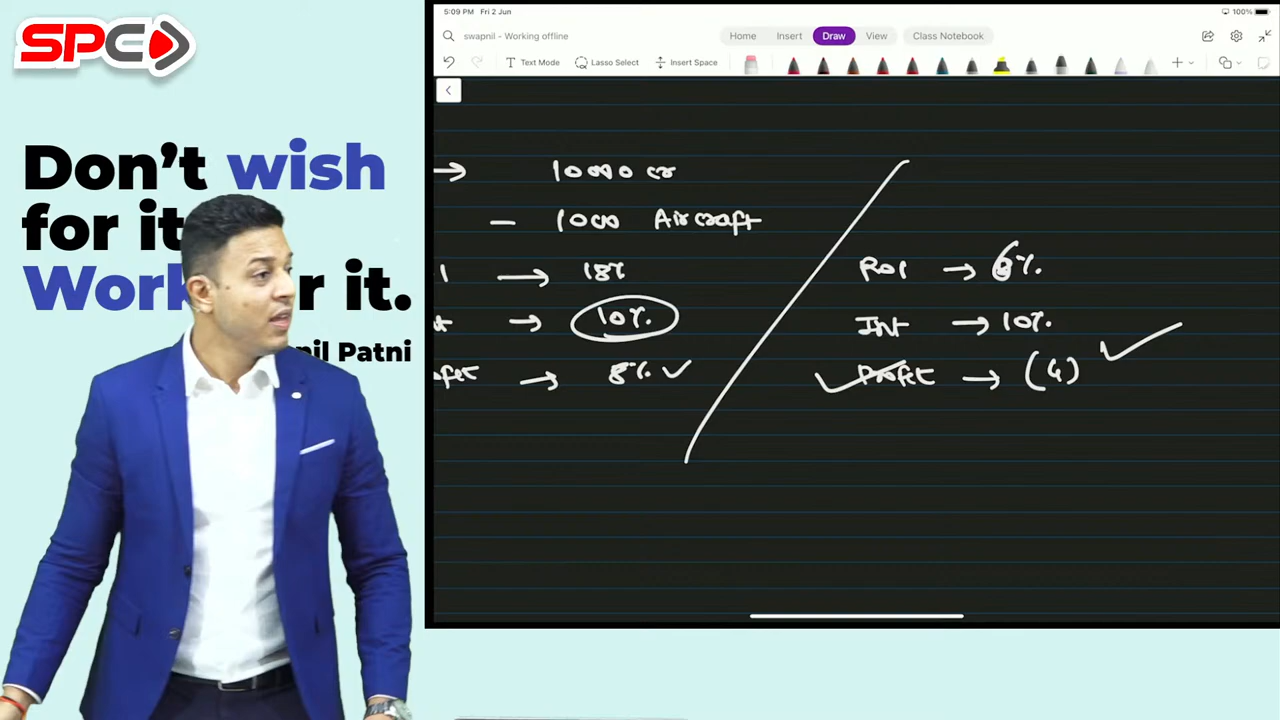 SPC
Don't wish
for it
Work r it.
nil Patni
5:09 PM Fri 2 Jun
100%
swapnil - Working offline
Home Insert Draw View Class Notebook
Text Mode Lasso Select Insert Space
→ 10000 cr
- 1000 Aircraft
→ 18%
→ 10%.
→ 8% ✓
ROI → 6%.
Int → 10%.
Profit → (4) ✓